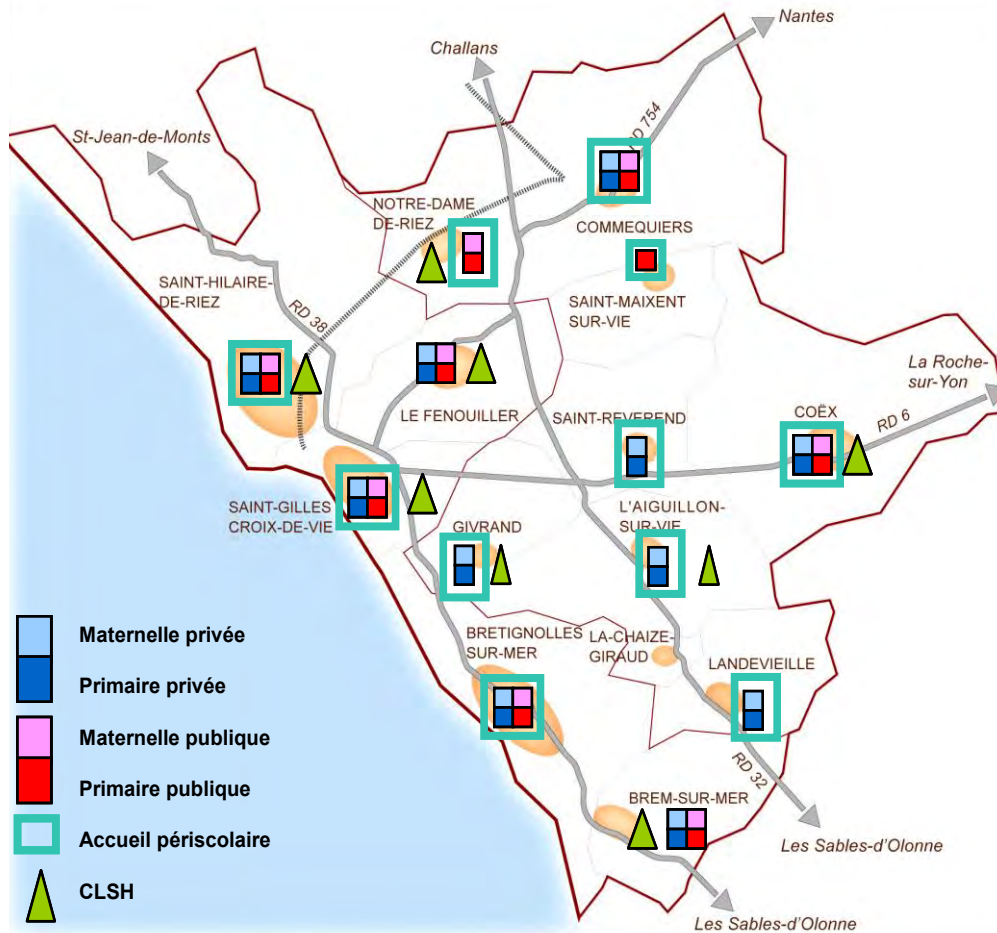 Nantes
Challans
RD 754
St-Jean-de-Monts
NOTRE-DAME
DE-RIEZ
COMMEQUIERS
SAINT-HILAIRE-
DE-RIEZ
RD 38
SAINT-MAIXENT
SUR-VIE
La Roche-
sur-Yon
LE FENOUILLER
SAINT-REVEREND
COËX
RD 6
SAINT-GILLES
CROIX-DE-VIE
GIVRAND
L'AIGUILLON-
SUR-VIE
BRETIGNOLLES
SUR-MER
LA-CHAIZE-
GIRAUD
LANDEVIEILLE
RD 32
BREM-SUR-MER
Les Sables-d'Olonne
Les Sables-d'Olonne
Maternelle privée
Primaire privée
Maternelle publique
Primaire publique
Accueil périscolaire
CLSH